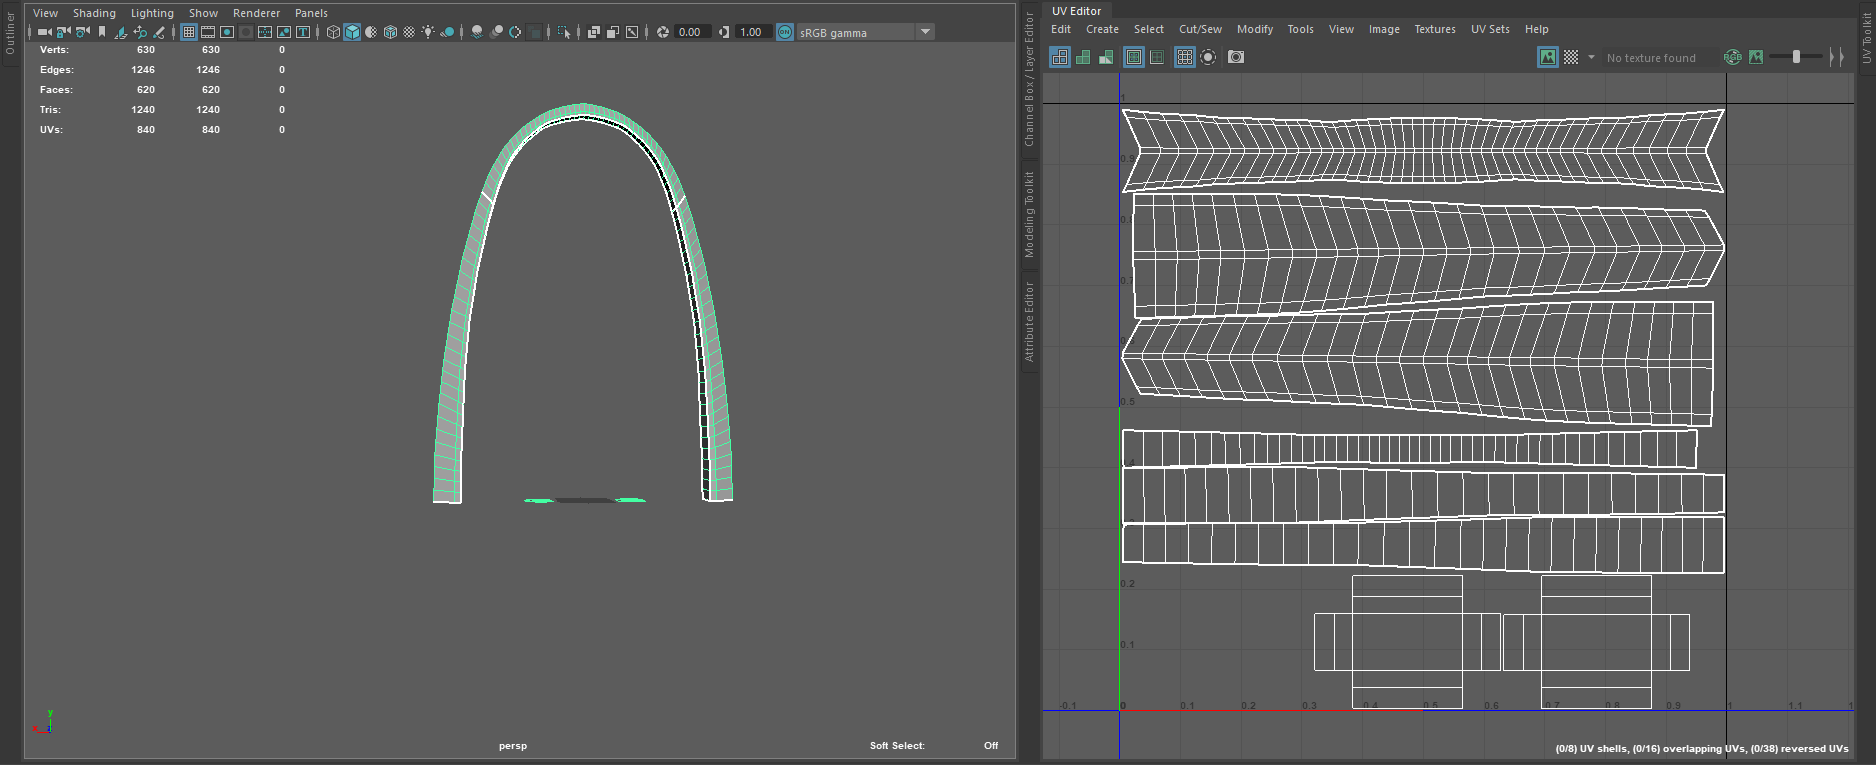 Outliner
View Shading Lighting Show Renderer Panels
0.00 1.00 ON sRGB gamma
Verts: 630 630 0
Edges: 1246 1246 0
Faces: 620 620 0
Tris: 1240 1240 0
UVs: 840 840 0
y
persp
Soft Select: Off
Channel Box / Layer Editor
Modeling Toolkit
Attribute Editor
UV Editor
Edit Create Select Cut/Sew Modify Tools View Image Textures UV Sets Help
No texture found RGB
UV Toolkit
1
0.9
0.8
0.7
0.5
0.4
0.2
0.1
-0.1 0 0.1 0.2 0.3 0.4 0.5 0.6 0.7 0.8 0.9 1 1.1
(0/8) UV shells, (0/16) overlapping UVs, (0/38) reversed UVs